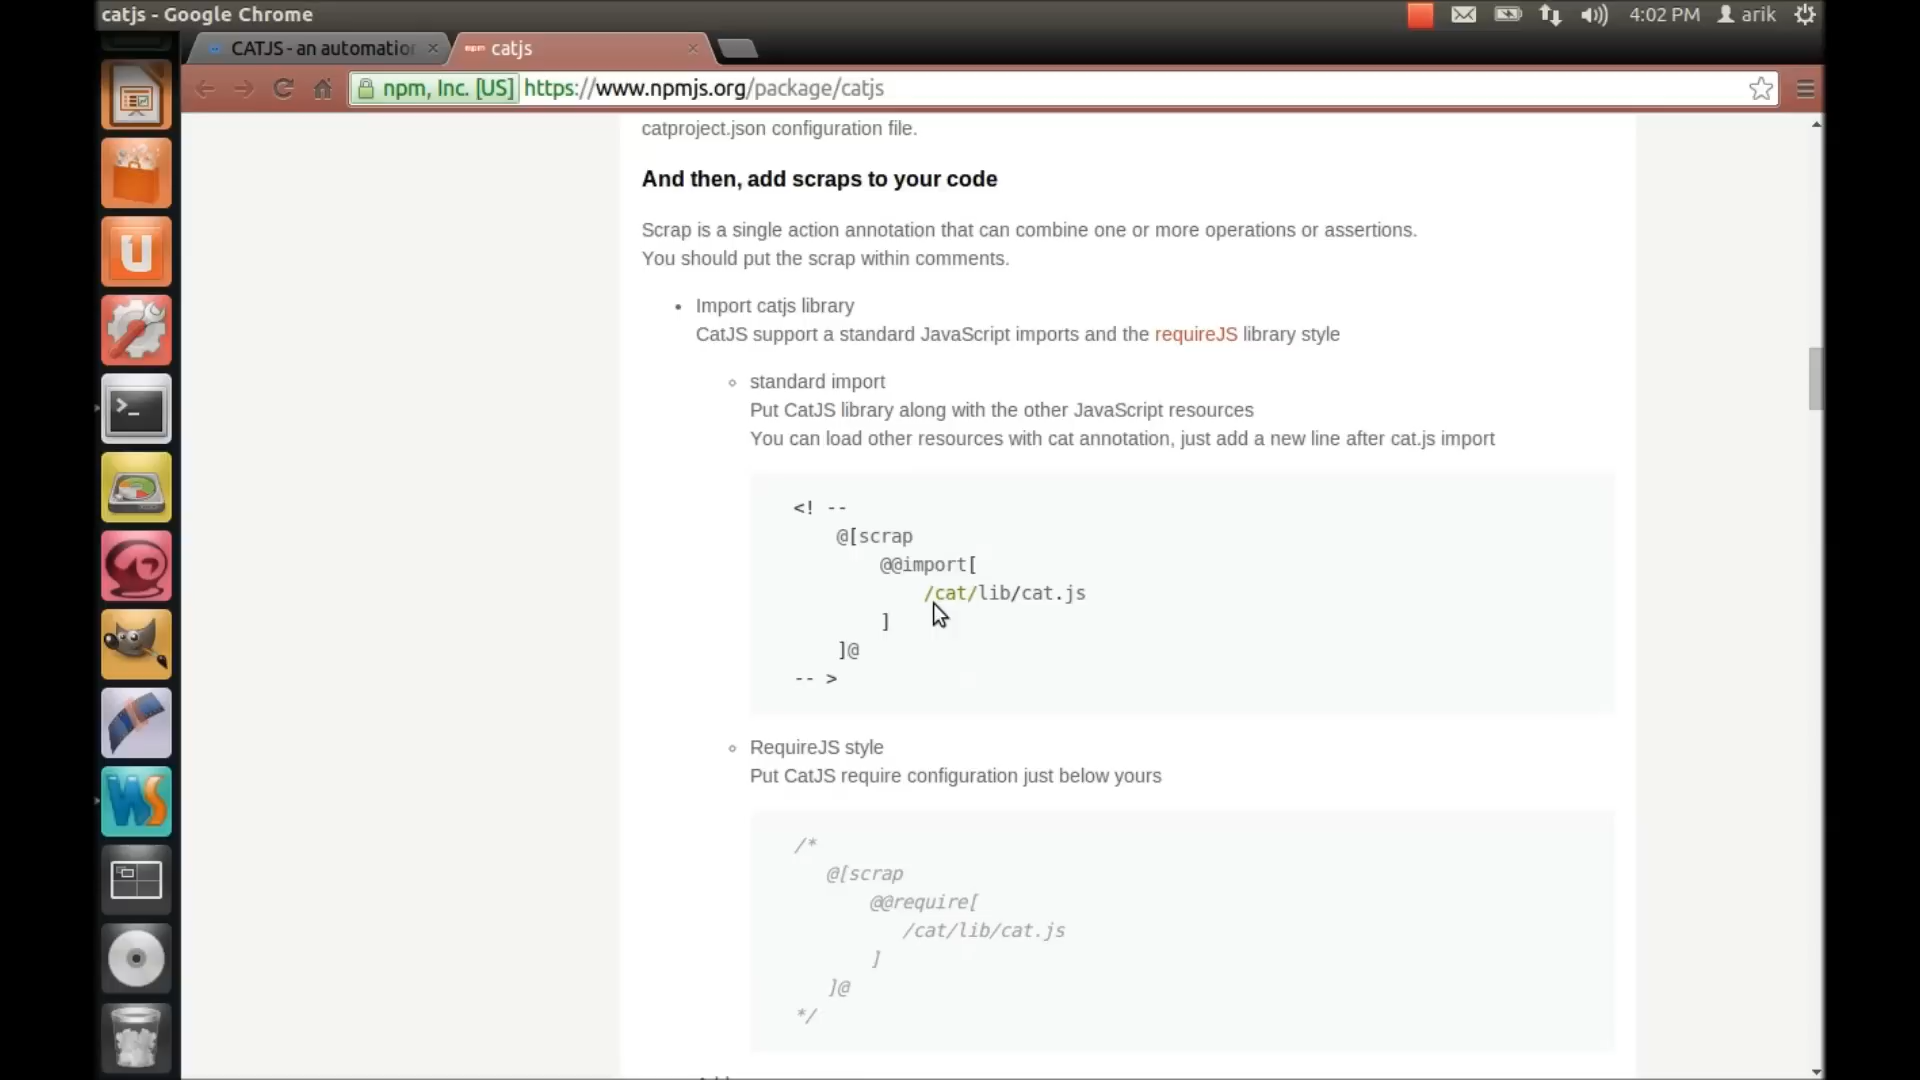 catjs - Google Chrome
4:02 PM arik
CATJS - an automation
catjs
npm, Inc. [US] https://www.npmjs.org/package/catjs
catproject.json configuration file.
And then, add scraps to your code
Scrap is a single action annotation that can combine one or more operations or assertions.
You should put the scrap within comments.
Import catjs library
CatJS support a standard JavaScript imports and the requireJS library style
standard import
Put CatJS library along with the other JavaScript resources
You can load other resources with cat annotation, just add a new line after cat.js import
<! --
@[scrap
@@import[
/cat/lib/cat.js
]
]@
-- >
RequireJS style
Put CatJS require configuration just below yours
/*
@[scrap
@@require[
/cat/lib/cat.js
]
]@
*/